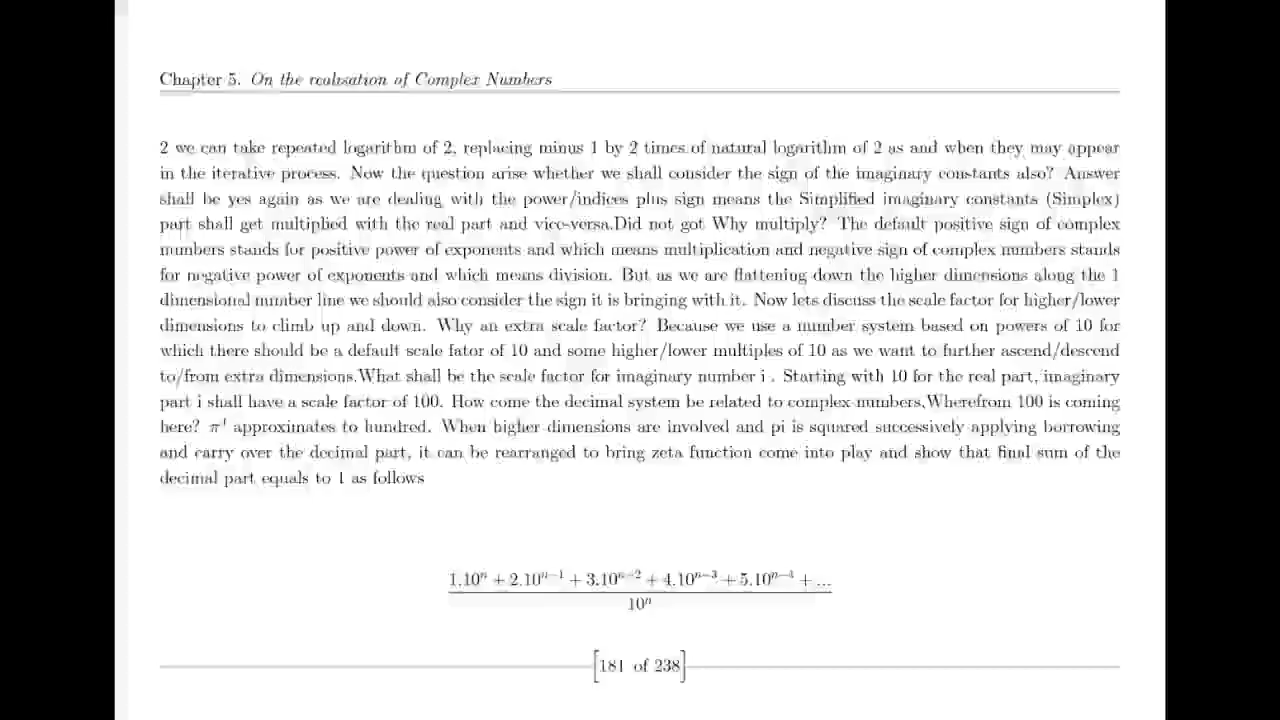 Chapter 5. On the realisation of Complex Numbers
2 we can take repeated logarithm of 2, replacing minus 1 by 2 times of natural logarithm of 2 as and when they may appear
in the iterative process. Now the question arise whether we shall consider the sign of the imaginary constants also? Answer
shall be yes again as we are dealing with the power/indices plus sign means the Simplified imaginary constants (Simplex)
part shall get multiplied with the real part and vice-versa.Did not got Why multiply? The default positive sign of complex
numbers stands for positive power of exponents and which means multiplication and negative sign of complex numbers stands
for negative power of exponents and which means division. But as we are flattening down the higher dimensions along the 1
dimensional number line we should also consider the sign it is bringing with it. Now lets discuss the scale factor for higher/lower
dimensions to climb up and down. Why an extra scale factor? Because we use a number system based on powers of 10 for
which there should be a default scale fator of 10 and some higher/lower multiples of 10 as we want to further ascend/descend
to/from extra dimensions.What shall be the scale factor for imaginary number i . Starting with 10 for the real part, imaginary
part i shall have a scale factor of 100. How come the decimal system be related to complex numbers,Wherefrom 100 is coming
here? π⁴ approximates to hundred. When higher dimensions are involved and pi is squared successively applying borrowing
and carry over the decimal part, it can be rearranged to bring zeta function come into play and show that final sum of the
decimal part equals to 1 as follows
1.10ⁿ + 2.10ⁿ⁻¹ + 3.10ⁿ⁻² + 4.10ⁿ⁻³ + 5.10ⁿ⁻⁴ + ...
10ⁿ
[181 of 238]